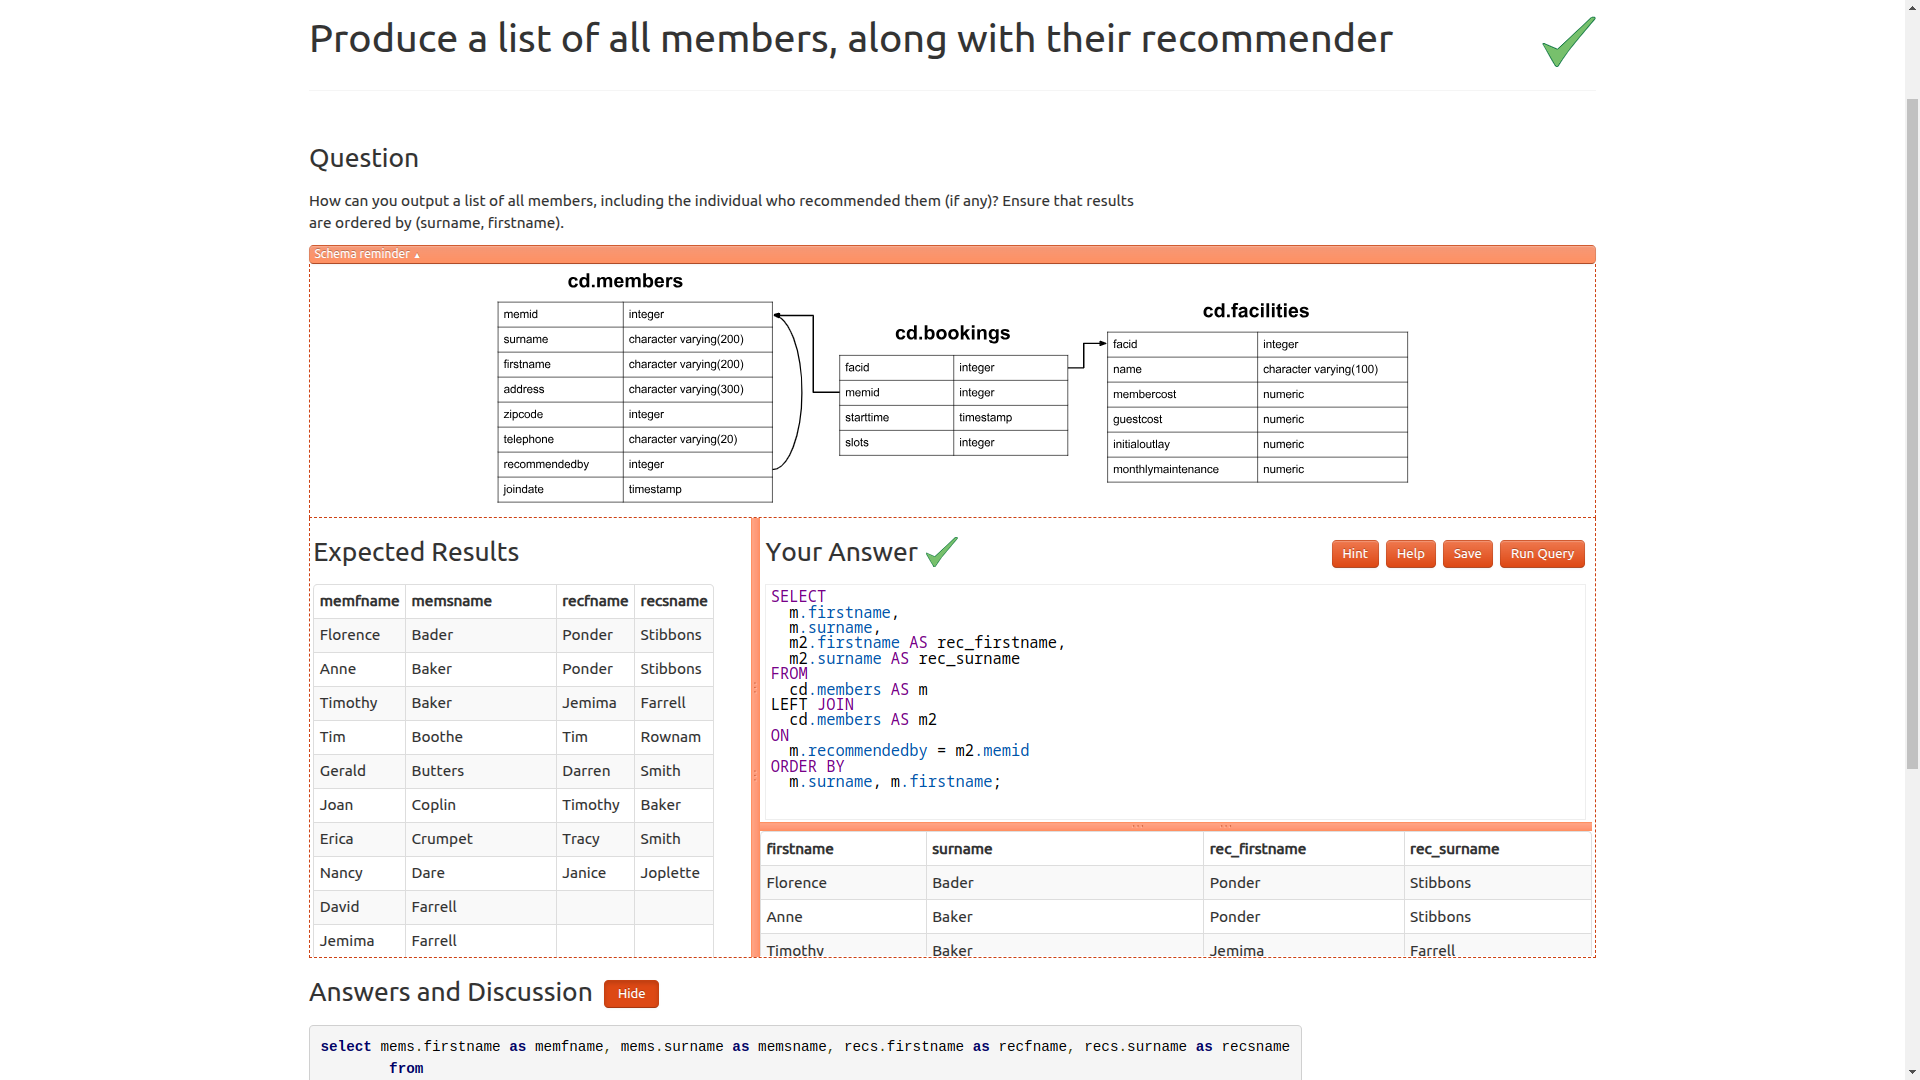 Produce a list of all members, along with their recommender
Question
How can you output a list of all members, including the individual who recommended them (if any)? Ensure that results
are ordered by (surname, firstname).
Schema reminder ▴
cd.members
memid integer
surname character varying(200)
firstname character varying(200)
address character varying(300)
zipcode integer
telephone character varying(20)
recommendedby integer
joindate timestamp
cd.bookings
facid integer
memid integer
starttime timestamp
slots integer
cd.facilities
facid integer
name character varying(100)
membercost numeric
guestcost numeric
initialoutlay numeric
monthlymaintenance numeric
Expected Results
memfname memsname recfname recsname
Florence Bader Ponder Stibbons
Anne Baker Ponder Stibbons
Timothy Baker Jemima Farrell
Tim Boothe Tim Rownam
Gerald Butters Darren Smith
Joan Coplin Timothy Baker
Erica Crumpet Tracy Smith
Nancy Dare Janice Joplette
David Farrell
Jemima Farrell
Your Answer
Hint Help Save Run Query
SELECT
m.firstname,
m.surname,
m2.firstname AS rec_firstname,
m2.surname AS rec_surname
FROM
cd.members AS m
LEFT JOIN
cd.members AS m2
ON
m.recommendedby = m2.memid
ORDER BY
m.surname, m.firstname;
firstname surname rec_firstname rec_surname
Florence Bader Ponder Stibbons
Anne Baker Ponder Stibbons
Timothy Baker Jemima Farrell
Answers and Discussion Hide
select mems.firstname as memfname, mems.surname as memsname, recs.firstname as recfname, recs.surname as recsname
from